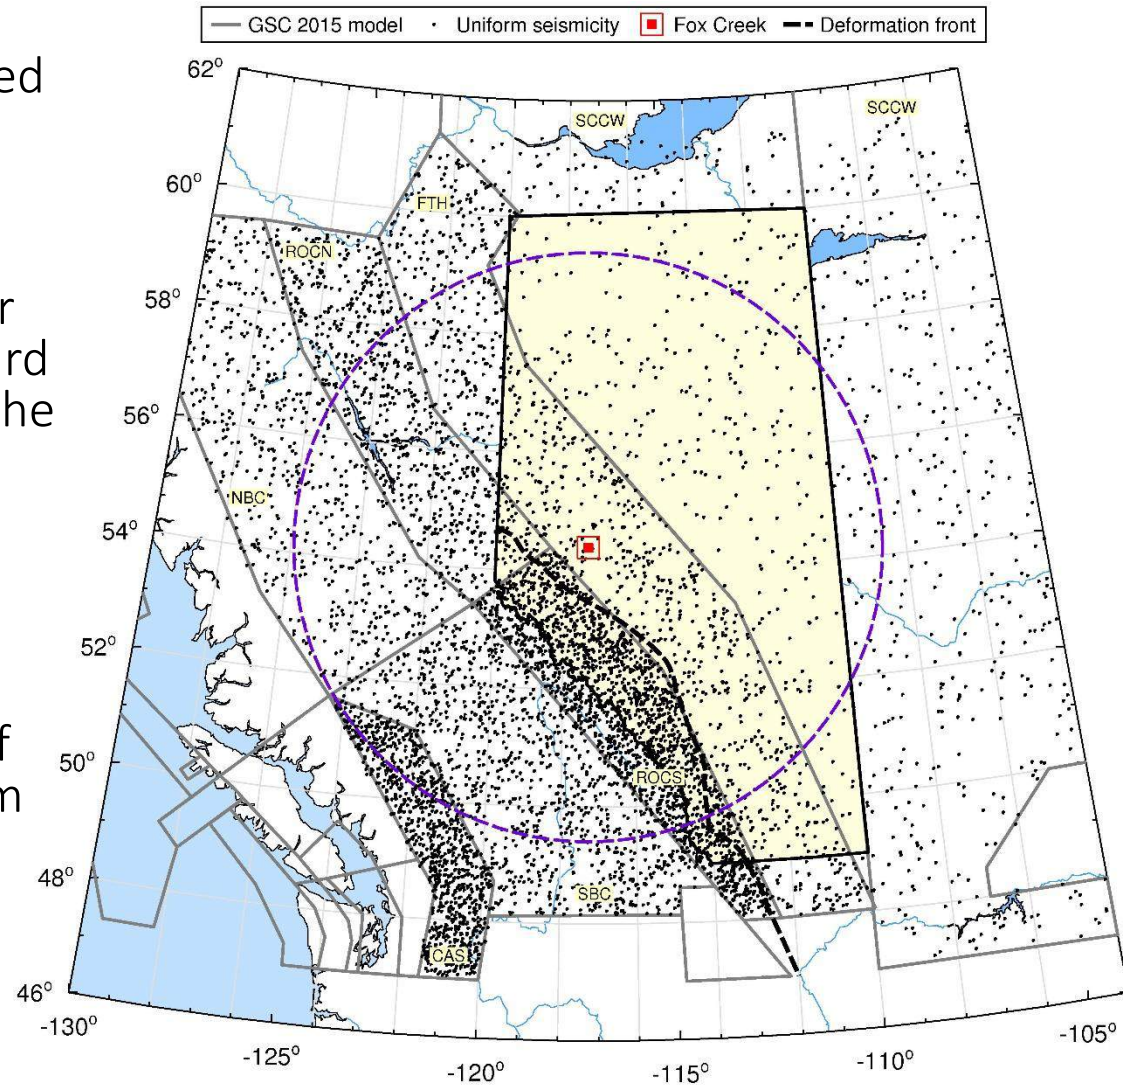 GSC 2015 model Uniform seismicity Fox Creek Deformation front
ed
r
rd
he
f
m
62°
60°
58°
56°
54°
52°
50°
48°
46°
-130°
-125°
-120°
-115°
-110°
-105°
SCCW
SCCW
FTH
ROCN
NBC
ROCS
SBC
CAS